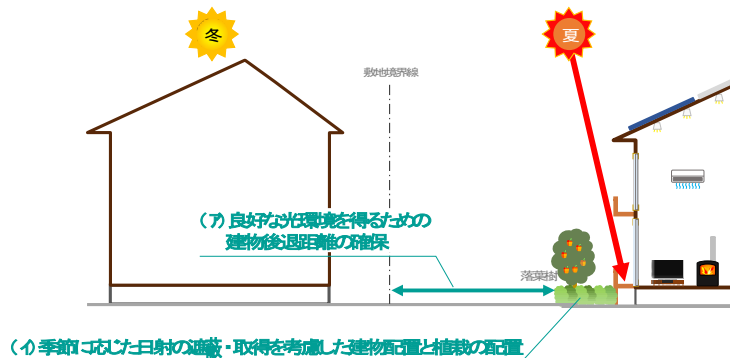 冬
夏
敷地境界線
(ア) 良好な光環境を得るための
建物後退距離の確保
落葉樹
(イ) 季節に応じた日射の遮蔽・取得を考慮した建物配置と植栽の配置